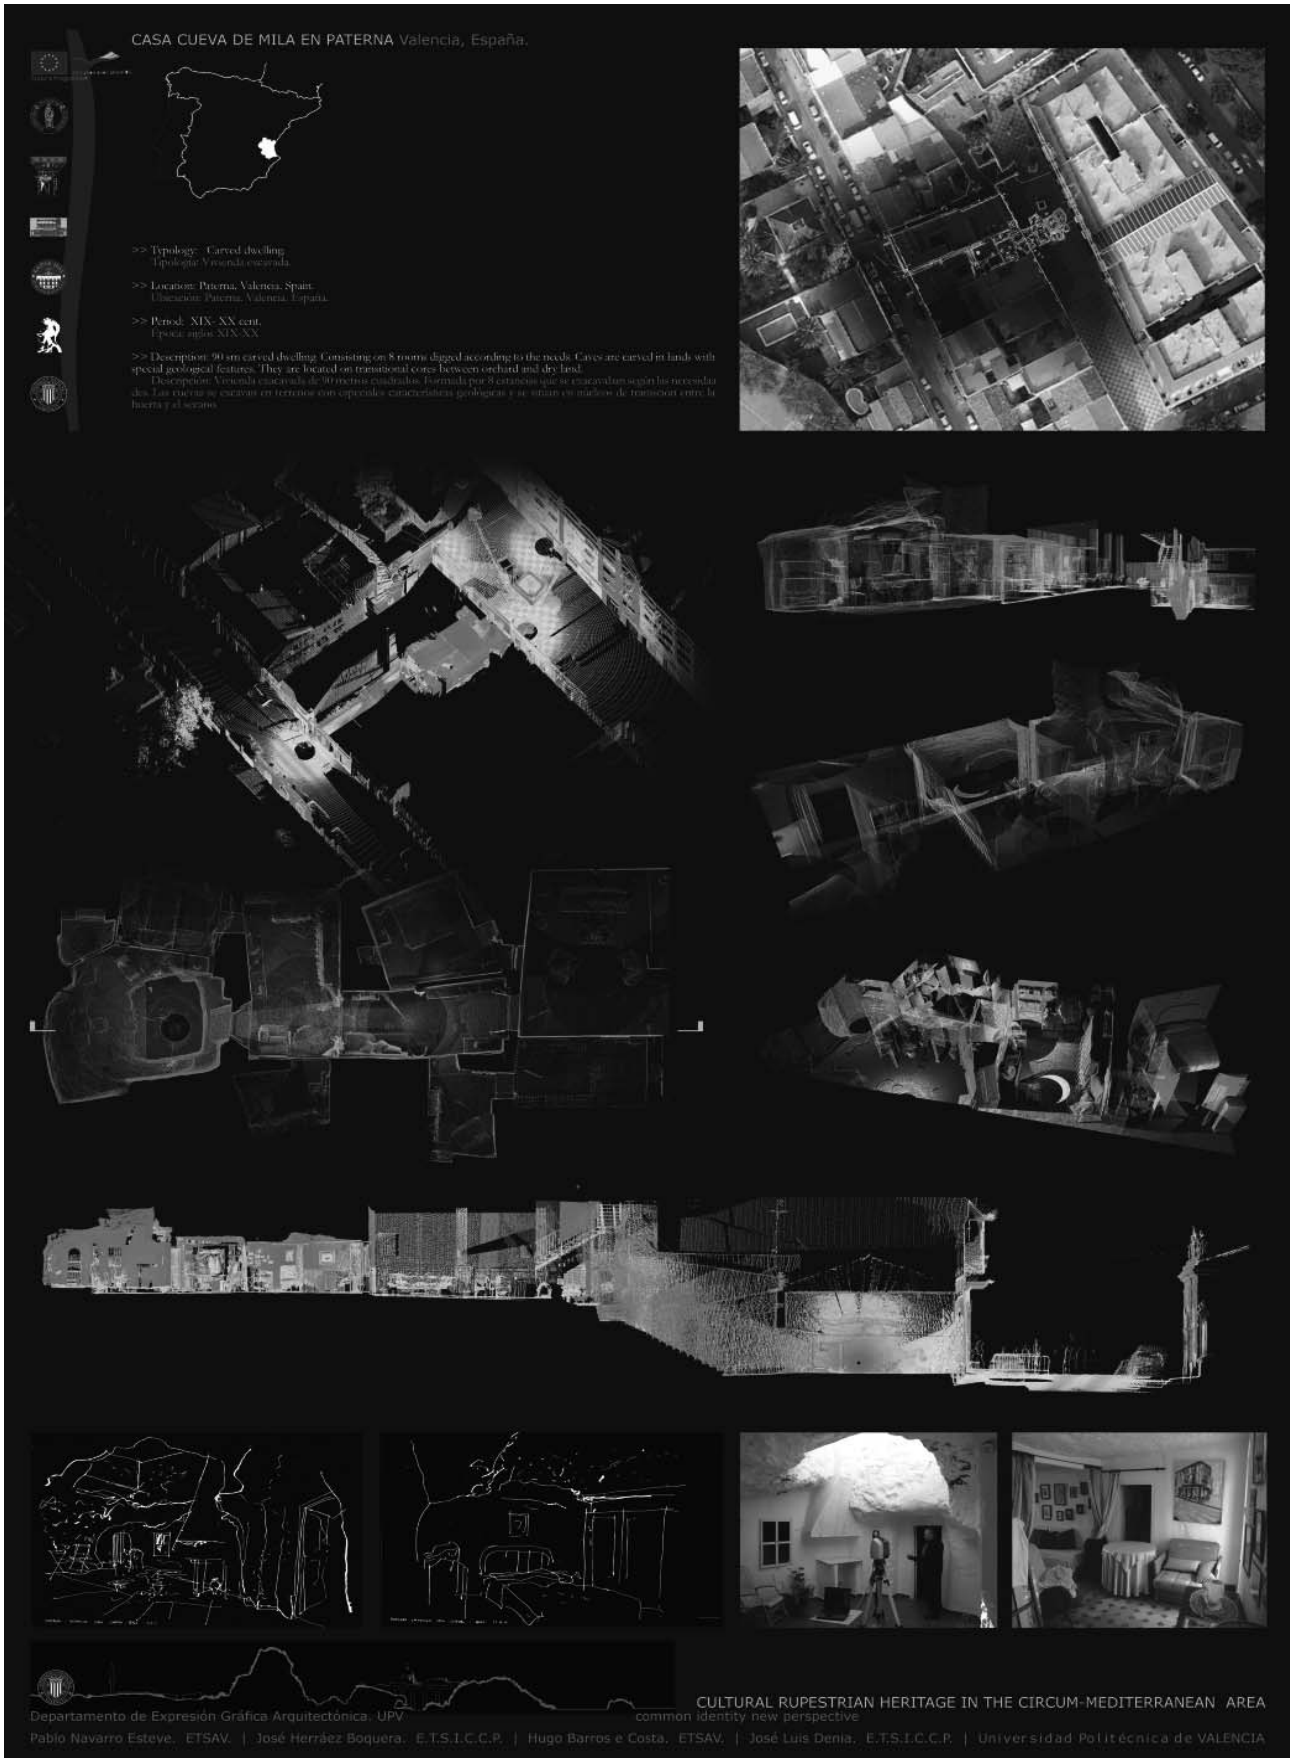 CASA CUEVA DE MILA EN PATERNA Valencia, España.
>> Typology: Carved dwelling.
Tipología: Vivienda excavada.
>> Location: Paterna, Valencia. Spain.
Ubicación: Paterna, Valencia. España.
>> Period: XIX- XX cent.
Época: siglos XIX-XX
>> Description: 90 sm carved dwelling. Consisting on 8 rooms digged according to the needs. Caves are carved in lands with
special geological features. They are located on transitional cores between orchard and dry land.
Descripción: Vivienda excavada de 90 metros cuadrados. Formada por 8 estancias que se excavaban según las necesida
des. Las cuevas se excavan en terrenos con especiales características geológicas y se sitúan en núcleos de transición entre la
huerta y el secano.
CULTURAL RUPESTRIAN HERITAGE IN THE CIRCUM-MEDITERRANEAN AREA
Departamento de Expresión Gráfica Arquitectónica. UPV
common identity new perspective
Pablo Navarro Esteve. ETSAV. | José Herráez Boquera. E.T.S.I.C.C.P. | Hugo Barros e Costa. ETSAV. | José Luis Denia. E.T.S.I.C.C.P. | Universidad Politécnica de VALENCIA